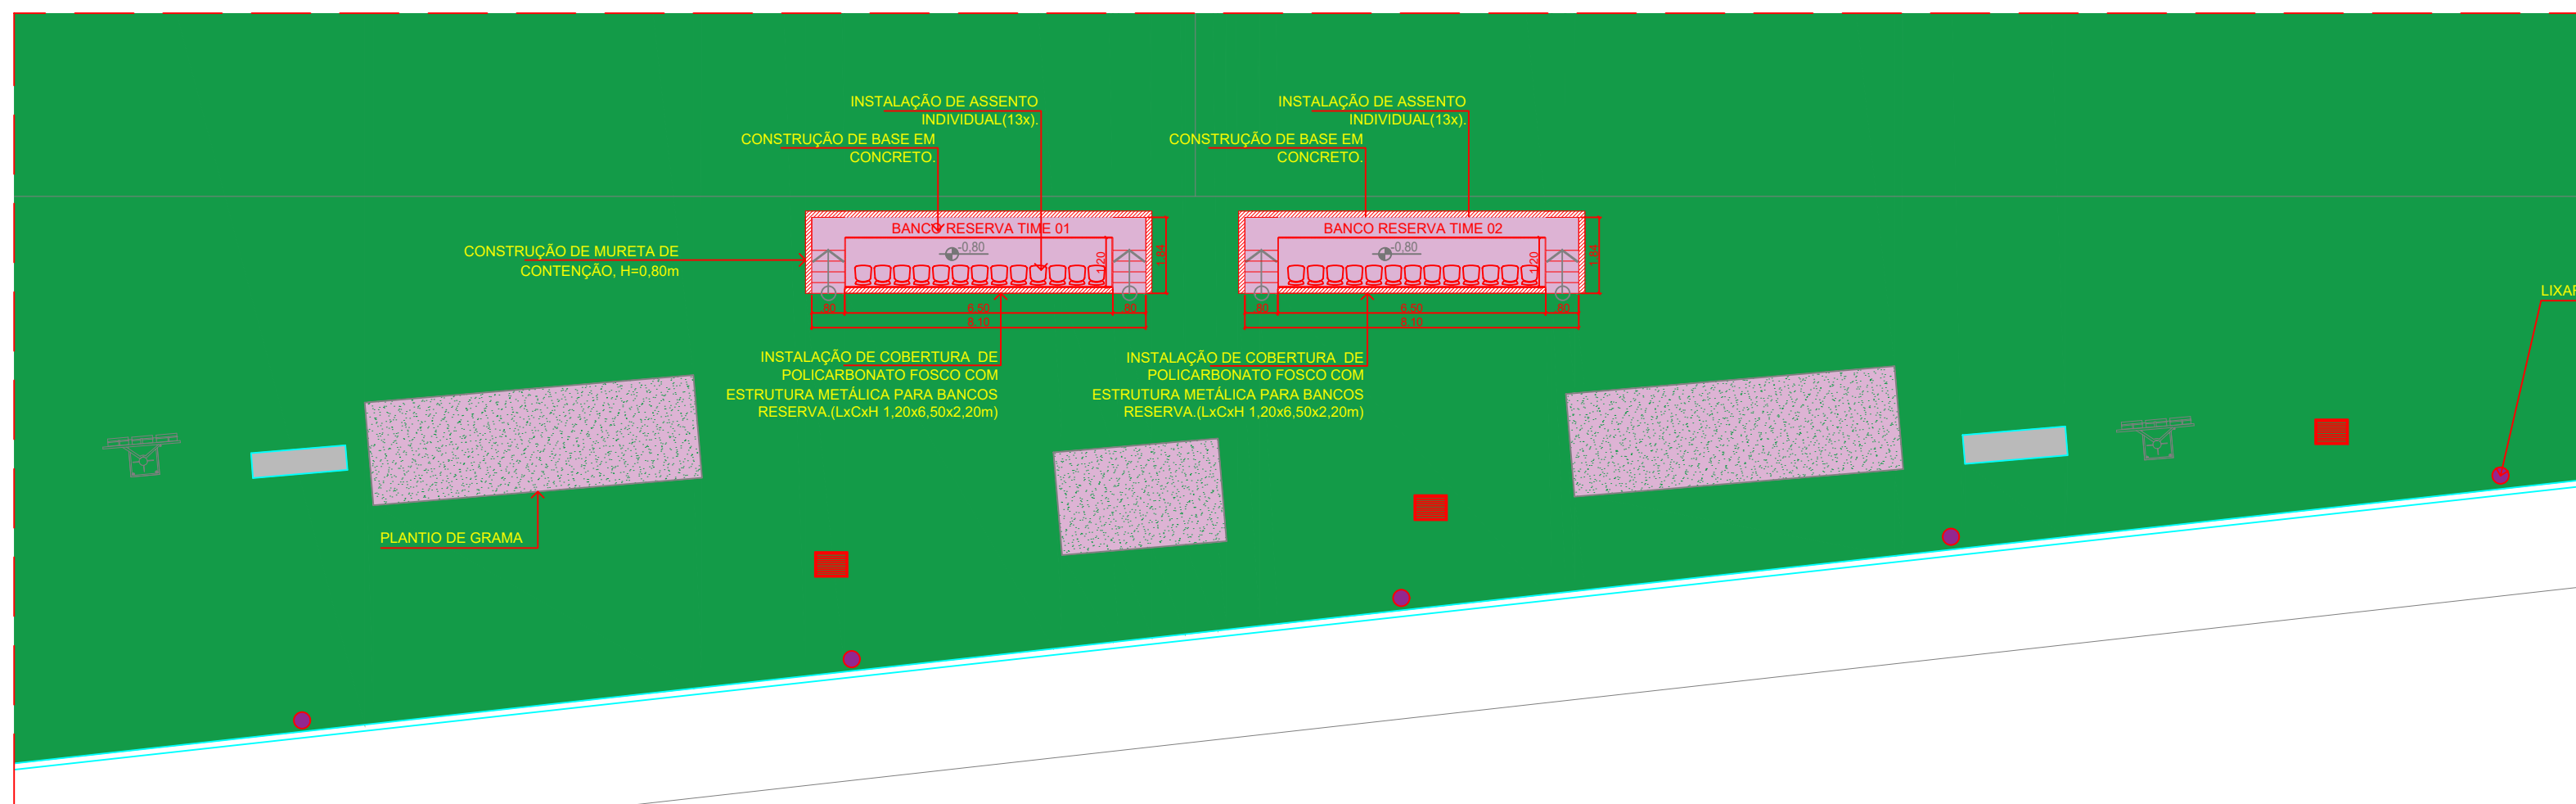 INSTALAÇÃO DE ASSENTO
INDIVIDUAL(13x).
CONSTRUÇÃO DE BASE EM
CONCRETO.
INSTALAÇÃO DE ASSENTO
INDIVIDUAL(13x).
CONSTRUÇÃO DE BASE EM
CONCRETO.
CONSTRUÇÃO DE MURETA DE
CONTENÇÃO, H=0,80m
BANCO RESERVA TIME 01
-0,80
1,20
1,84
.80
6.50
.80
8.10
BANCO RESERVA TIME 02
-0,80
1,20
1,84
.80
6.50
.80
8.10
INSTALAÇÃO DE COBERTURA DE
POLICARBONATO FOSCO COM
ESTRUTURA METÁLICA PARA BANCOS
RESERVA.(LxCxH 1,20x6,50x2,20m)
INSTALAÇÃO DE COBERTURA DE
POLICARBONATO FOSCO COM
ESTRUTURA METÁLICA PARA BANCOS
RESERVA.(LxCxH 1,20x6,50x2,20m)
PLANTIO DE GRAMA